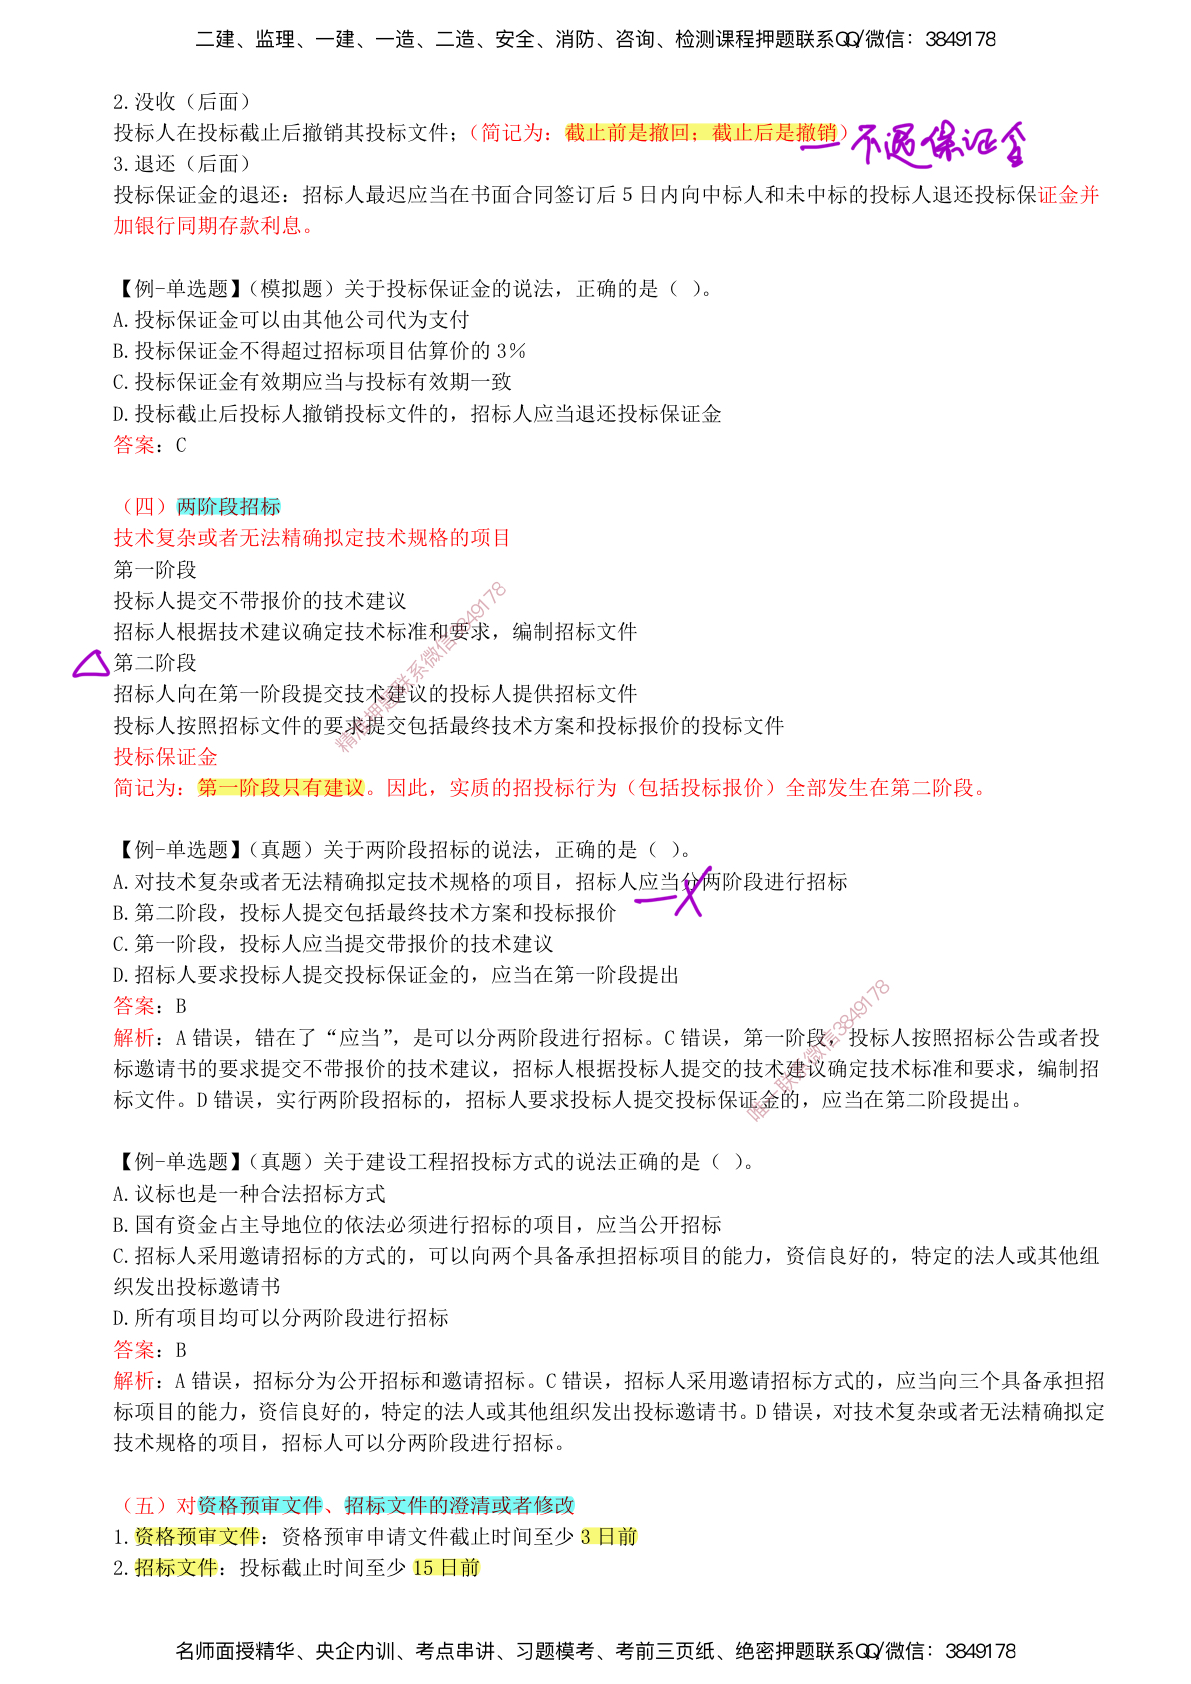 二建、监理、一建、一造、二造、安全、消防、咨询、检测课程押题联系QQ/微信：3849178
2.没收（后面）
投标人在投标截止后撤销其投标文件；（简记为：截止前是撤回；截止后是撤销）
不退保证金
3.退还（后面）
投标保证金的退还：招标人最迟应当在书面合同签订后 5 日内向中标人和未中标的投标人退还投标保证金并
加银行同期存款利息。
【例-单选题】（模拟题）关于投标保证金的说法，正确的是（ ）。
A.投标保证金可以由其他公司代为支付
B.投标保证金不得超过招标项目估算价的 3%
C.投标保证金有效期应当与投标有效期一致
D.投标截止后投标人撤销投标文件的，招标人应当退还投标保证金
答案：C
（四）两阶段招标
技术复杂或者无法精确拟定技术规格的项目
第一阶段
投标人提交不带报价的技术建议
招标人根据技术建议确定技术标准和要求，编制招标文件
第二阶段
招标人向在第一阶段提交技术建议的投标人提供招标文件
投标人按照招标文件的要求提交包括最终技术方案和投标报价的投标文件
投标保证金
简记为：第一阶段只有建议。因此，实质的招投标行为（包括投标报价）全部发生在第二阶段。
精准押题联系微信3849178
【例-单选题】（真题）关于两阶段招标的说法，正确的是（ ）。
A.对技术复杂或者无法精确拟定技术规格的项目，招标人应当分两阶段进行招标
B.第二阶段，投标人提交包括最终技术方案和投标报价
C.第一阶段，投标人应当提交带报价的技术建议
D.招标人要求投标人提交投标保证金的，应当在第一阶段提出
答案：B
解析：A 错误，错在了“应当”，是可以分两阶段进行招标。C 错误，第一阶段，投标人按照招标公告或者投
标邀请书的要求提交不带报价的技术建议，招标人根据投标人提交的技术建议确定技术标准和要求，编制招
标文件。D 错误，实行两阶段招标的，招标人要求投标人提交投标保证金的，应当在第二阶段提出。
唯一联系微信3849178
【例-单选题】（真题）关于建设工程招投标方式的说法正确的是（ ）。
A.议标也是一种合法招标方式
B.国有资金占主导地位的依法必须进行招标的项目，应当公开招标
C.招标人采用邀请招标的方式的，可以向两个具备承担招标项目的能力，资信良好的，特定的法人或其他组
织发出投标邀请书
D.所有项目均可以分两阶段进行招标
答案：B
解析：A 错误，招标分为公开招标和邀请招标。C 错误，招标人采用邀请招标方式的，应当向三个具备承担招
标项目的能力，资信良好的，特定的法人或其他组织发出投标邀请书。D 错误，对技术复杂或者无法精确拟定
技术规格的项目，招标人可以分两阶段进行招标。
（五）对资格预审文件、招标文件的澄清或者修改
1.资格预审文件：资格预审申请文件截止时间至少 3 日前
2.招标文件：投标截止时间至少 15 日前
名师面授精华、央企内训、考点串讲、习题模考、考前三页纸、绝密押题联系QQ/微信：3849178